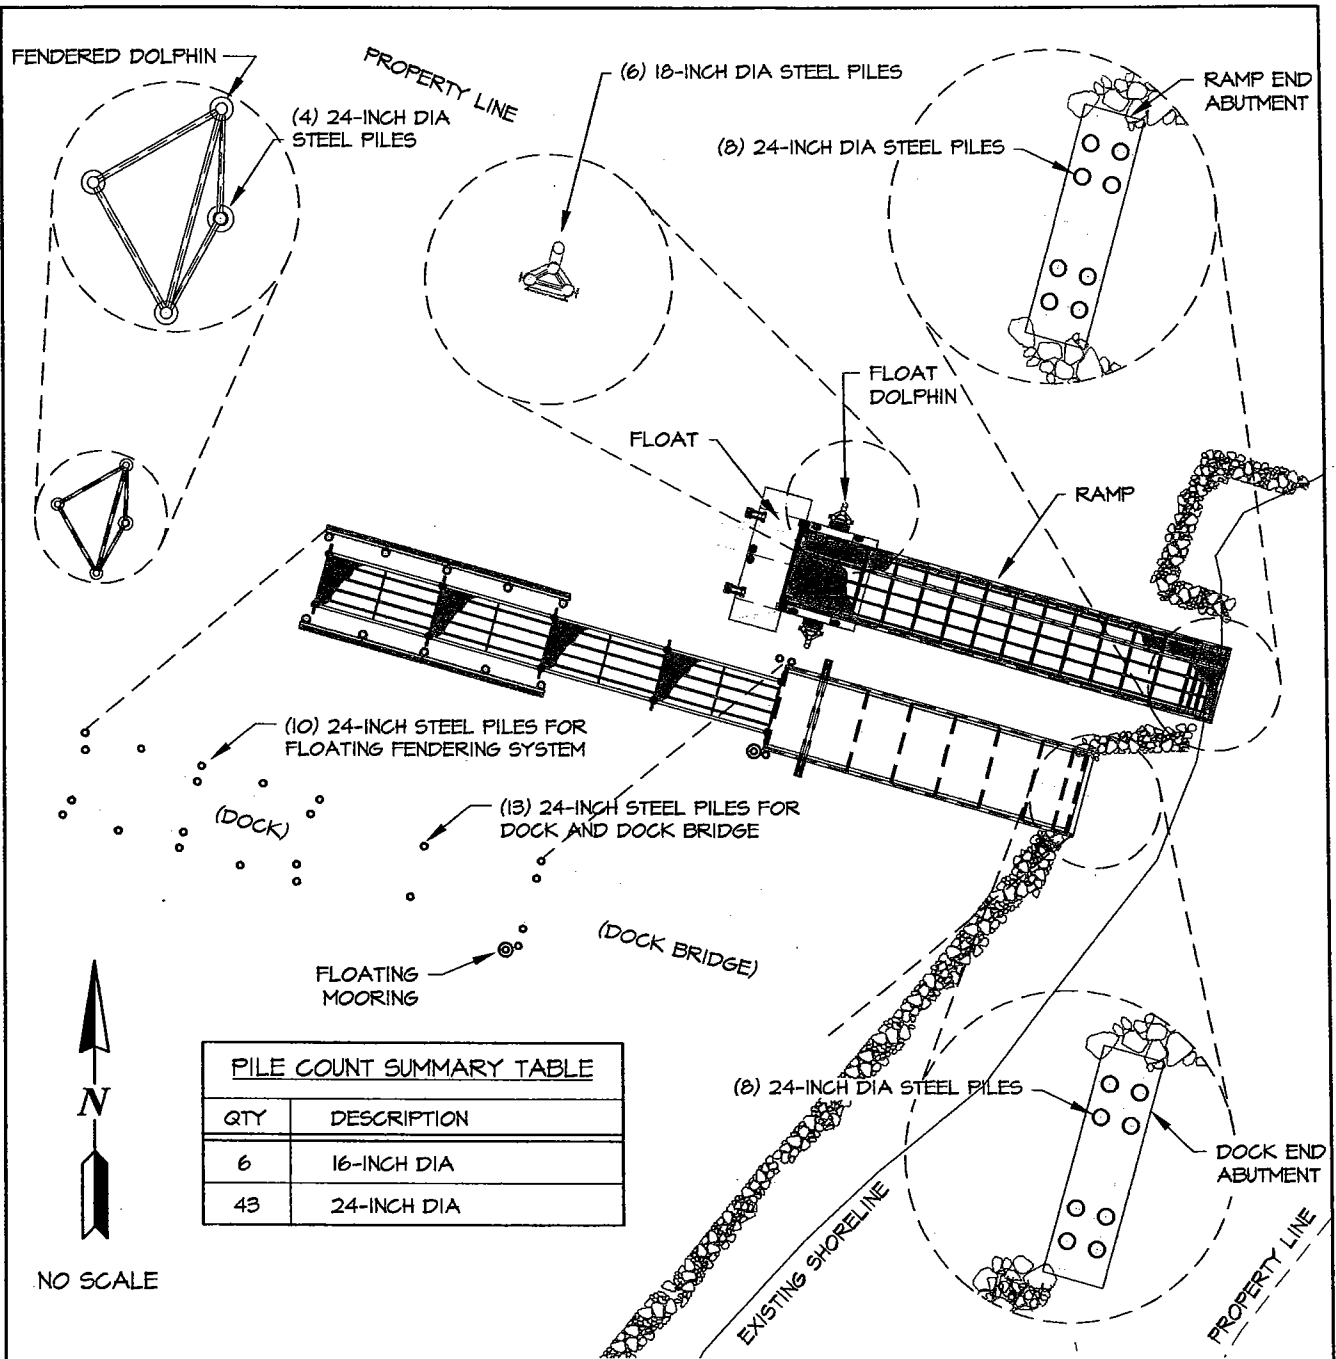 FENDERED DOLPHIN
(4) 24-INCH DIA
STEEL PILES
PROPERTY LINE
(6) 18-INCH DIA STEEL PILES
RAMP END
ABUTMENT
(8) 24-INCH DIA STEEL PILES
FLOAT
DOLPHIN
FLOAT
RAMP
(10) 24-INCH STEEL PILES FOR
FLOATING FENDERING SYSTEM
(DOCK)
(13) 24-INCH STEEL PILES FOR
DOCK AND DOCK BRIDGE
(DOCK BRIDGE)
FLOATING
MOORING
N
NO SCALE
PILE COUNT SUMMARY TABLE
QTY DESCRIPTION
6 16-INCH DIA
43 24-INCH DIA
(8) 24-INCH DIA STEEL PILES
DOCK END
ABUTMENT
EXISTING SHORELINE
PROPERTY LINE